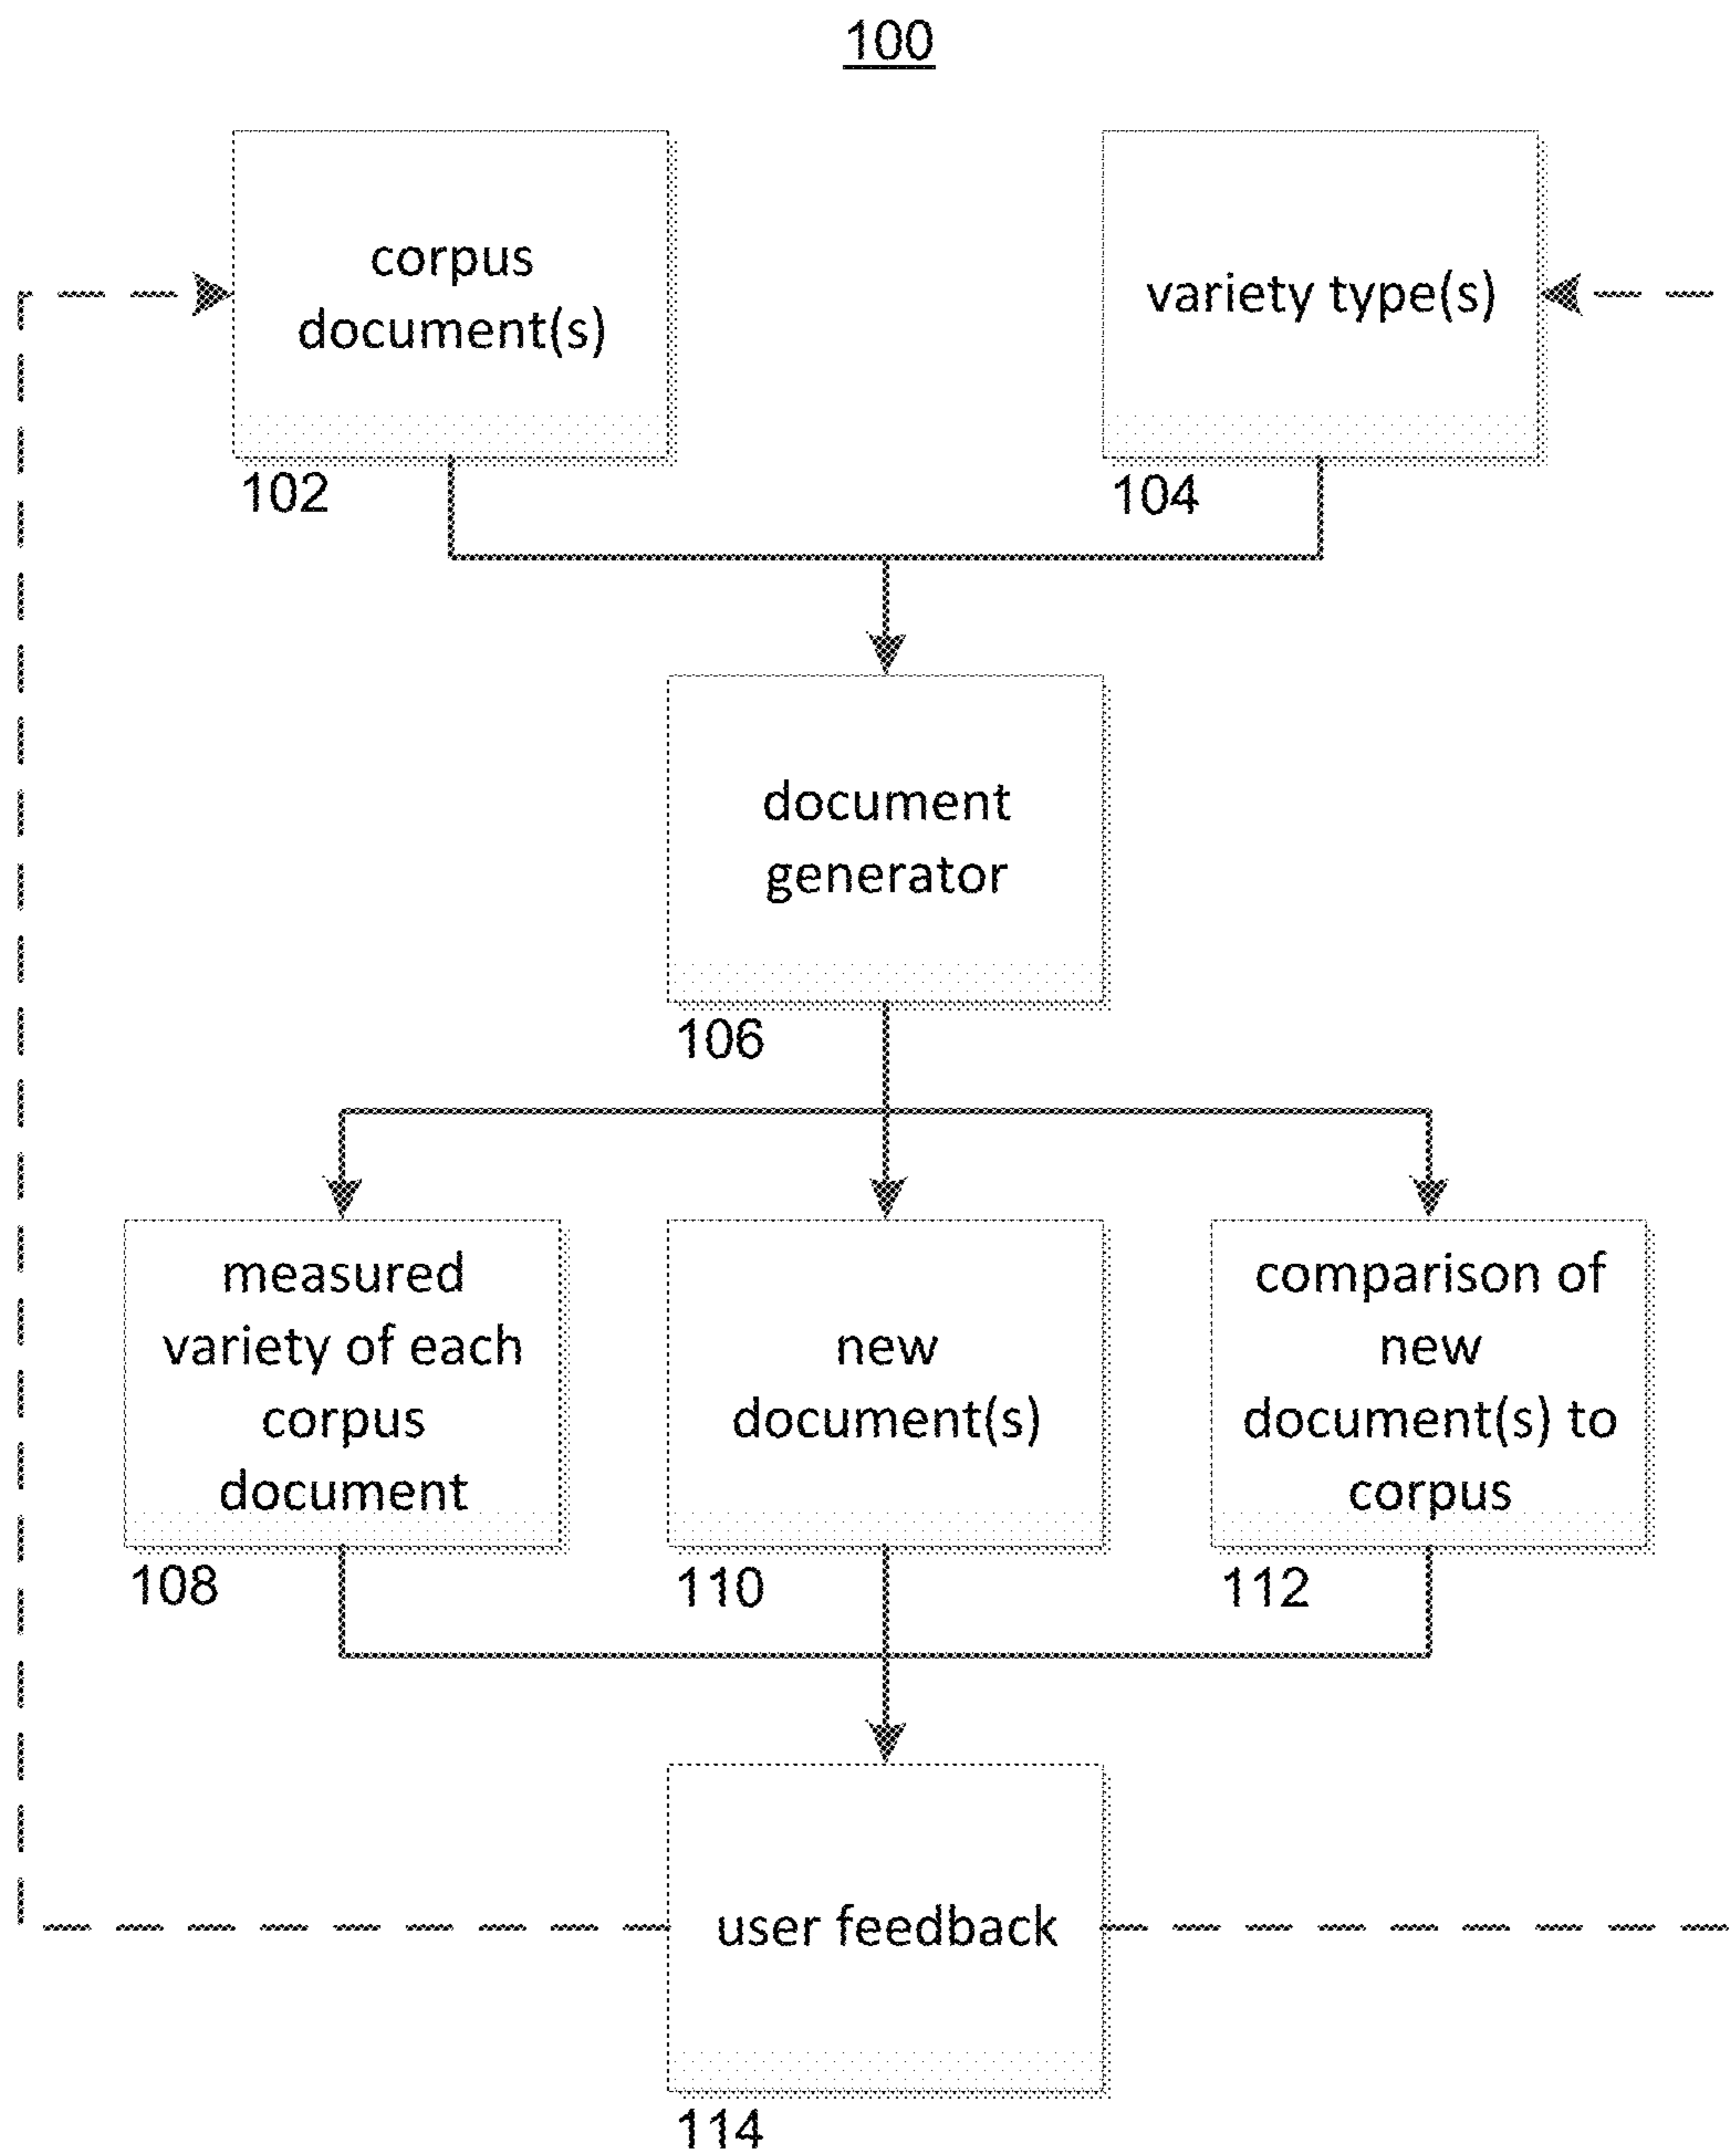 100
corpus
document(s)
102
variety type(s)
104
document
generator
106
measured
variety of each
corpus
document
108
new
document(s)
110
comparison of
new
document(s) to
corpus
112
user feedback
114